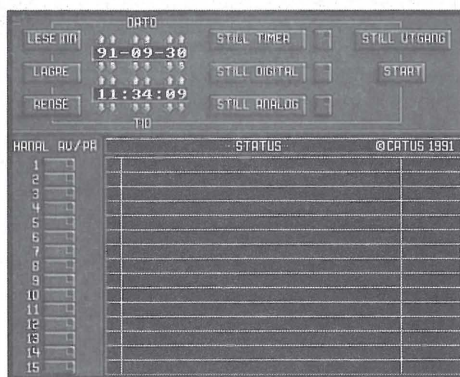 DATO
LESE INN STILL TIMER STILL UTGANG
91-09-30
LAGRE STILL DIGITAL START
11:34:09
RENSE STILL ANALOG
TID
KANAL AV/PÅ STATUS ©CATUS 1991
1
2
3
4
5
6
7
8
9
10
11
12
13
14
15